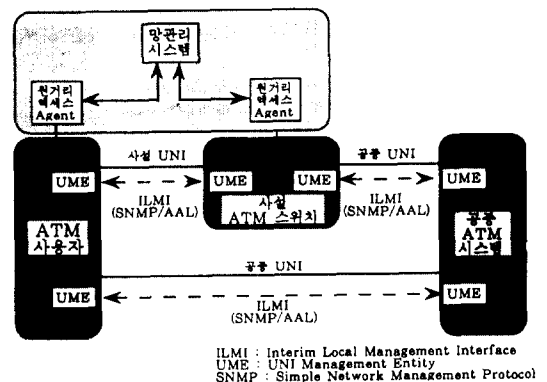 망관리
시스템
원거리
액세스
Agent
원거리
액세스
Agent
사설 UNI
공중 UNI
UME
UME
UME
UME
ILMI
(SNMP/AAL)
ILMI
(SNMP/AAL)
ATM
사용자
사설
ATM 스위치
공중
ATM
시스템
공중 UNI
UME
UME
ILMI
(SNMP/AAL)
ILMI : Interim Local Management Interface
UME : UNI Management Entity
SNMP : Simple Network Management Protocol